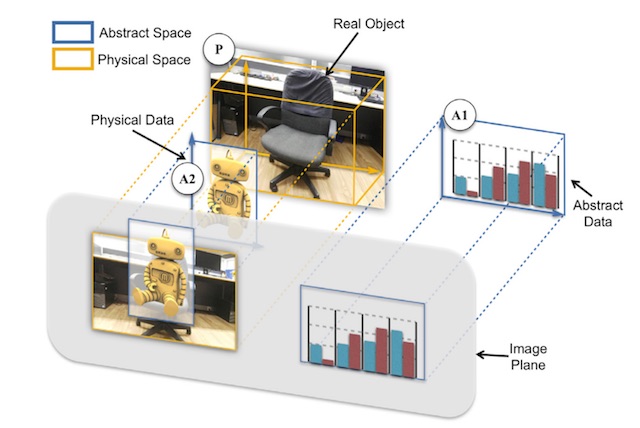 Abstract Space
Physical Space
Real Object
P
Physical Data
A1
A2
Abstract
Data
Image
Plane